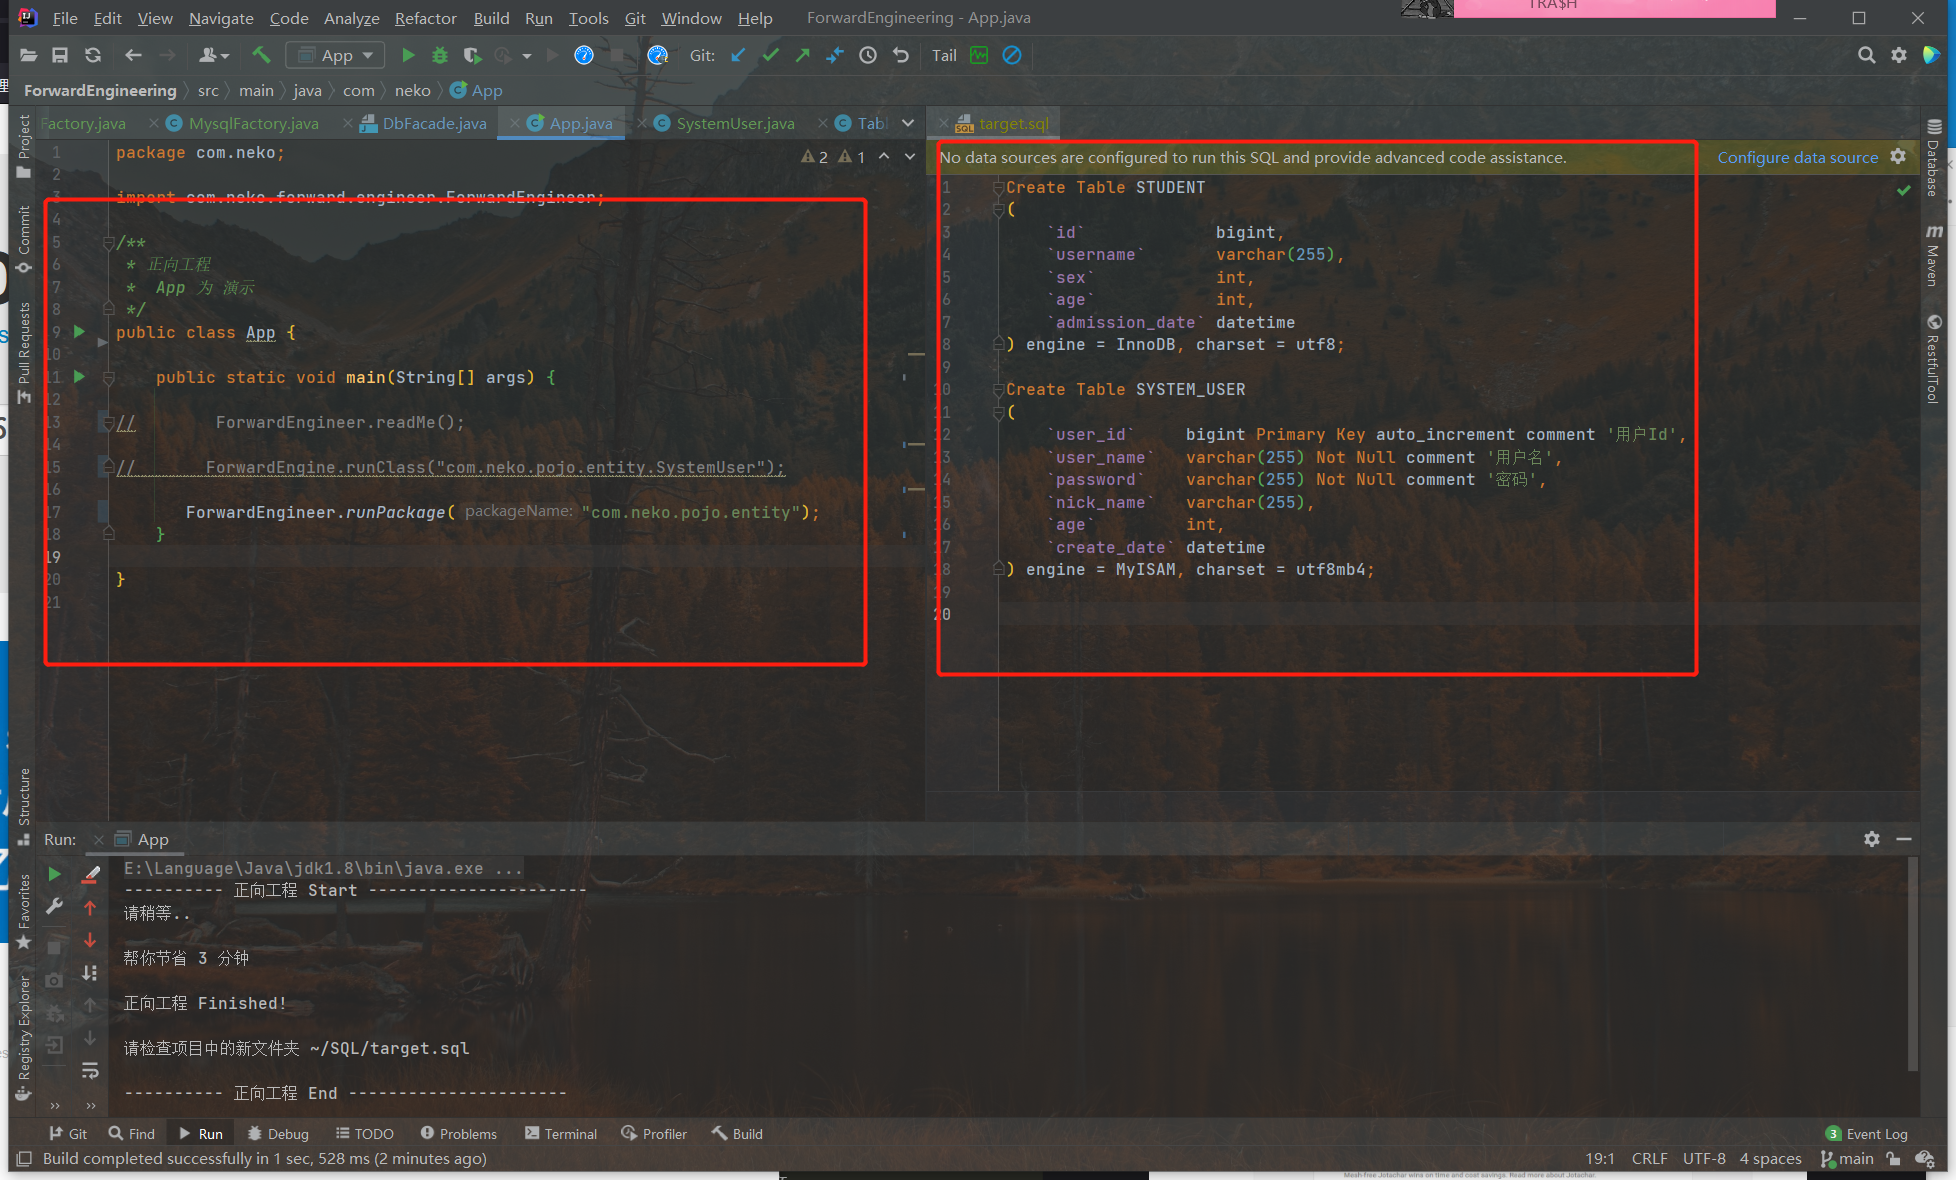 TRA$H
File Edit View Navigate Code Analyze Refactor Build Run Tools Git Window Help ForwardEngineering - App.java
App Git: Tail
ForwardEngineering src main java com neko App
Factory.java MysqlFactory.java DbFacade.java App.java SystemUser.java Tabl
target.sql
Project
Commit
Pull Requests
Structure
Favorites
Registry Explorer
2 1
1 package com.neko;
2
3 import com.neko.forward.engineer.ForwardEngineer;
4
5 /**
6 * 正向工程
7 * App 为 演示
8 */
9 public class App {
10
11 public static void main(String[] args) {
12
13 // ForwardEngineer.readMe();
14
15 // ForwardEngine.runClass("com.neko.pojo.entity.SystemUser");
16
17 ForwardEngineer.runPackage( packageName: "com.neko.pojo.entity");
18 }
19
20 }
21
No data sources are configured to run this SQL and provide advanced code assistance. Configure data source
1 Create Table STUDENT
2 (
3 `id` bigint,
4 `username` varchar(255),
5 `sex` int,
6 `age` int,
7 `admission_date` datetime
8 ) engine = InnoDB, charset = utf8;
9
10 Create Table SYSTEM_USER
11 (
12 `user_id` bigint Primary Key auto_increment comment '用户Id',
13 `user_name` varchar(255) Not Null comment '用户名',
14 `password` varchar(255) Not Null comment '密码',
15 `nick_name` varchar(255),
16 `age` int,
17 `create_date` datetime
18 ) engine = MyISAM, charset = utf8mb4;
19
20
Database
Maven
RestfulTool
Run: App
E:\Language\Java\jdk1.8\bin\java.exe ...
---------- 正向工程 Start ----------------------
请稍等..
帮你节省 3 分钟
正向工程 Finished!
请检查项目中的新文件夹 ~/SQL/target.sql
---------- 正向工程 End ----------------------
Git Find Run Debug TODO Problems Terminal Profiler Build 3 Event Log
Build completed successfully in 1 sec, 528 ms (2 minutes ago) 19:1 CRLF UTF-8 4 spaces main